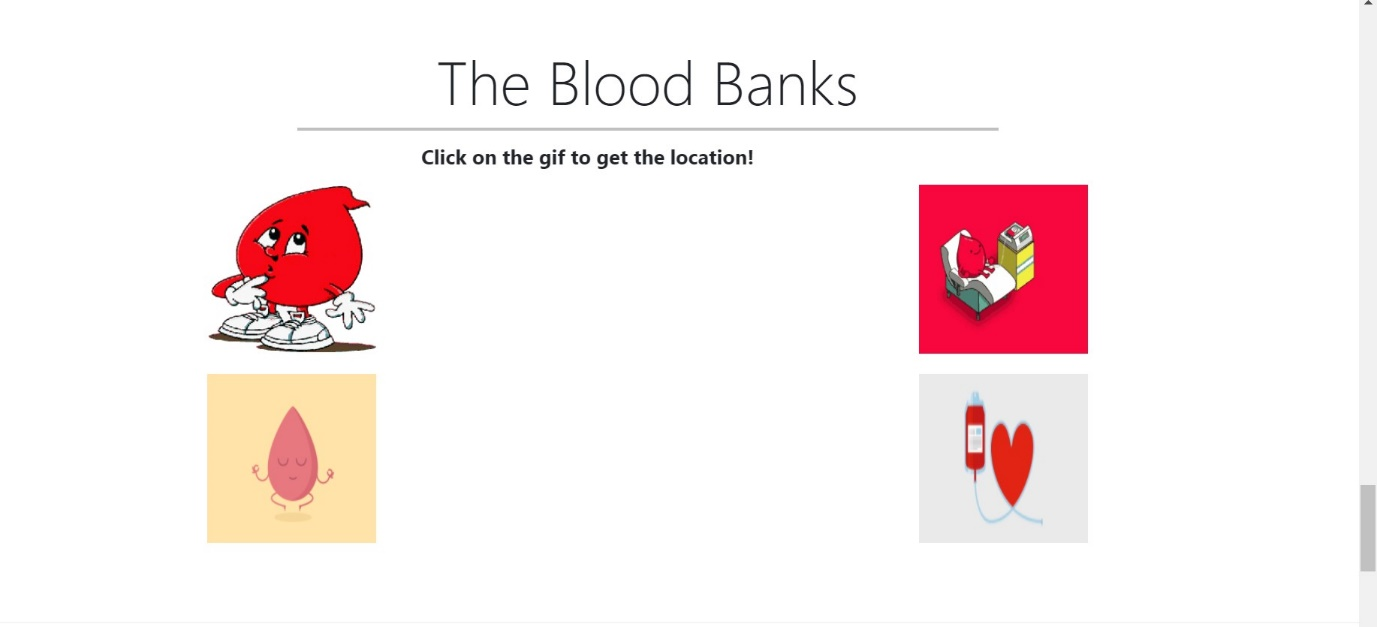 The Blood Banks
Click on the gif to get the location!